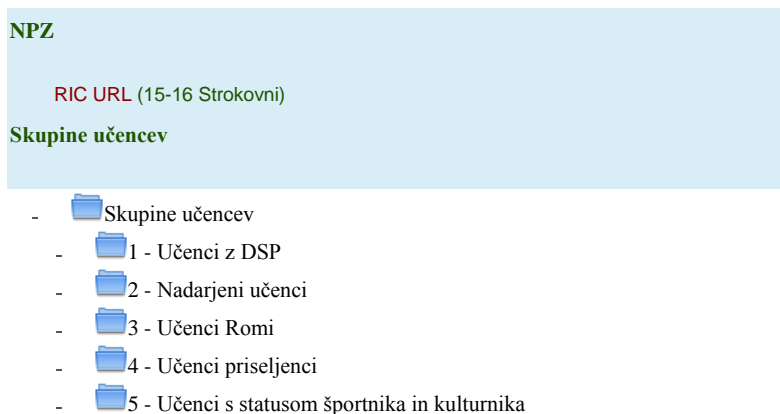 NPZ
RIC URL (15-16 Strokovni)
Skupine učencev
- Skupine učencev
- 1 - Učenci z DSP
- 2 - Nadarjeni učenci
- 3 - Učenci Romi
- 4 - Učenci priseljenci
- 5 - Učenci s statusom športnika in kulturnika